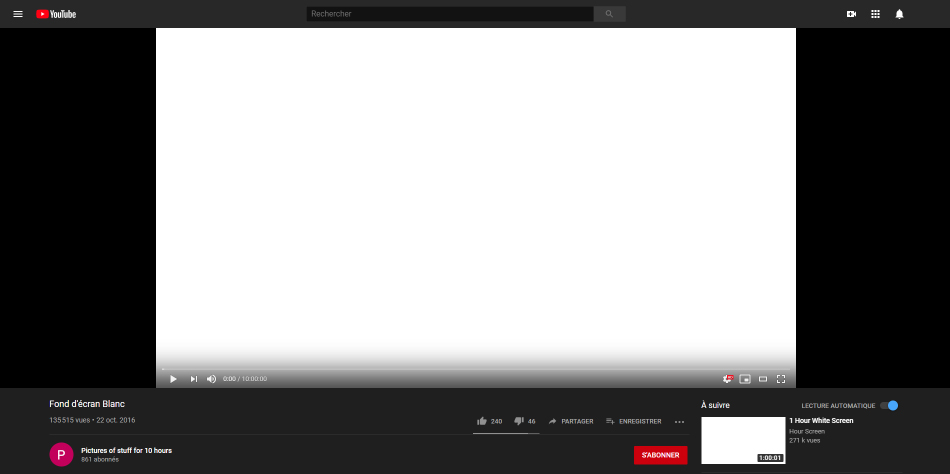 YouTube
Rechercher
0:00 / 10:00:00
HD
Fond d'écran Blanc
135 515 vues • 22 oct. 2016
240
46
PARTAGER
ENREGISTRER
P
Pictures of stuff for 10 hours
861 abonnés
S'ABONNER
À suivre
LECTURE AUTOMATIQUE
1:00:01
1 Hour White Screen
Hour Screen
271 k vues